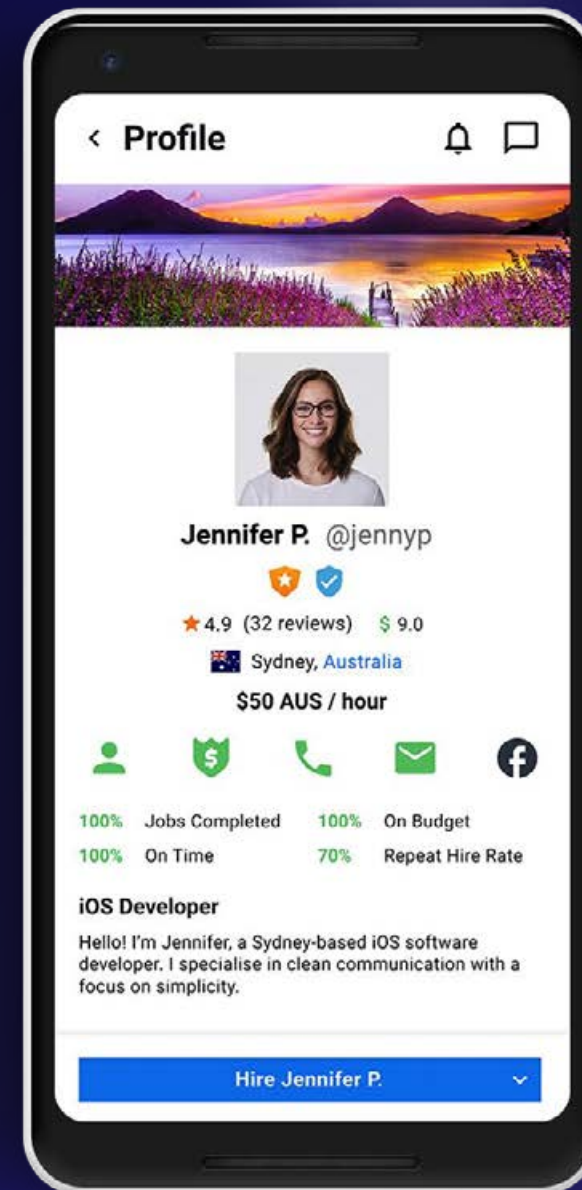 Profile
Jennifer P. @jennyp
4.9 (32 reviews) $ 9.0
Sydney, Australia
$50 AUS / hour
100% Jobs Completed 100% On Budget
100% On Time 70% Repeat Hire Rate
iOS Developer
Hello! I'm Jennifer, a Sydney-based iOS software
developer. I specialise in clean communication with a
focus on simplicity.
Hire Jennifer P.